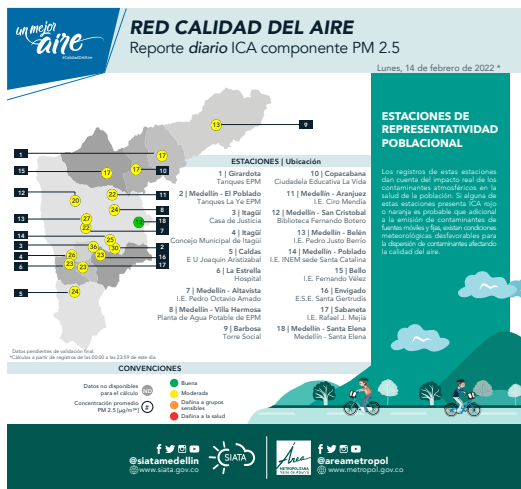 un mejor
aire
#CalidadDelAire
RED CALIDAD DEL AIRE
Reporte diario ICA componente PM 2.5
Lunes, 14 de febrero de 2022 *
ESTACIONES DE
REPRESENTATIVIDAD
POBLACIONAL
Los registros de estas estaciones
dan cuenta del impacto real de los
contaminantes atmosféricos en la
salud de la población. Si alguna de
estas estaciones presenta ICA rojo
o naranja es probable que adicional
a la emisión de contaminantes de
fuentes móviles y fijas, existan condiciones
meteorológicas desfavorables para
la dispersión de contaminantes afectando
la calidad del aire.
13 9
1 17
15 17 17 10
12 20 22 11
24 8
13 27 18
22 7
14 25
3 36 30 2
4 26 16
6 23 23 17
5 24
ESTACIONES | Ubicación
1 | Girardota
Tanques EPM
2 | Medellín - El Poblado
Tanques La Ye EPM
3 | Itagüí
Casa de Justicia
4 | Itagüí
Concejo Municipal de Itagüí
5 | Caldas
E U Joaquín Aristizabal
6 | La Estrella
Hospital
7 | Medellín - Altavista
I.E. Pedro Octavio Amado
8 | Medellín - Villa Hermosa
Planta de Agua Potable de EPM
9 | Barbosa
Torre Social
10 | Copacabana
Ciudadela Educativa La Vida
11 | Medellín - Aranjuez
I.E. Ciro Mendía
12 | Medellín - San Cristobal
Biblioteca Fernando Botero
13 | Medellín - Belén
I.E. Pedro Justo Berrio
14 | Medellín - Poblado
I.E. INEM sede Santa Catalina
15 | Bello
I.E. Fernando Vélez
16 | Envigado
E.S.E. Santa Gertrudis
17 | Sabaneta
I.E. Rafael J. Mejía
18 | Medellín - Santa Elena
Medellín - Santa Elena
Datos pendientes de validación final.
*Cálculos a partir de registros de las 00:00 a las 23:59 de este día.
CONVENCIONES
Datos no disponibles
para el cálculo
ND
Concentración promedio
PM 2.5 [µg/m³]
#
Buena
Moderada
Dañina a grupos
sensibles
Dañina a la salud
@siatamedellin
www.siata.gov.co
SIATA
Área
METROPOLITANA
Valle de Aburrá
@areametropol
www.metropol.gov.co